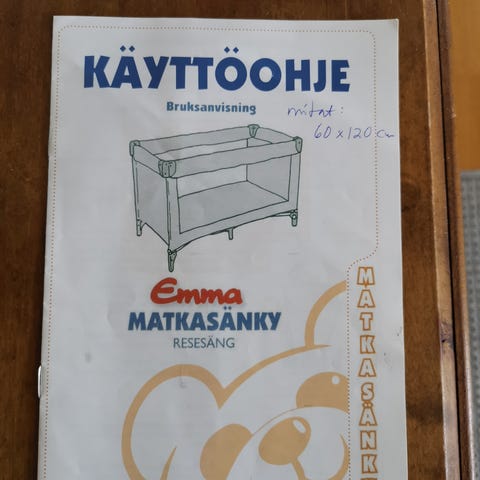 KÄYTTÖOHJE
Bruksanvisning
mitat:
60 x 120 cm
Emma
MATKASÄNKY
RESESÄNG
MATKASÄNK